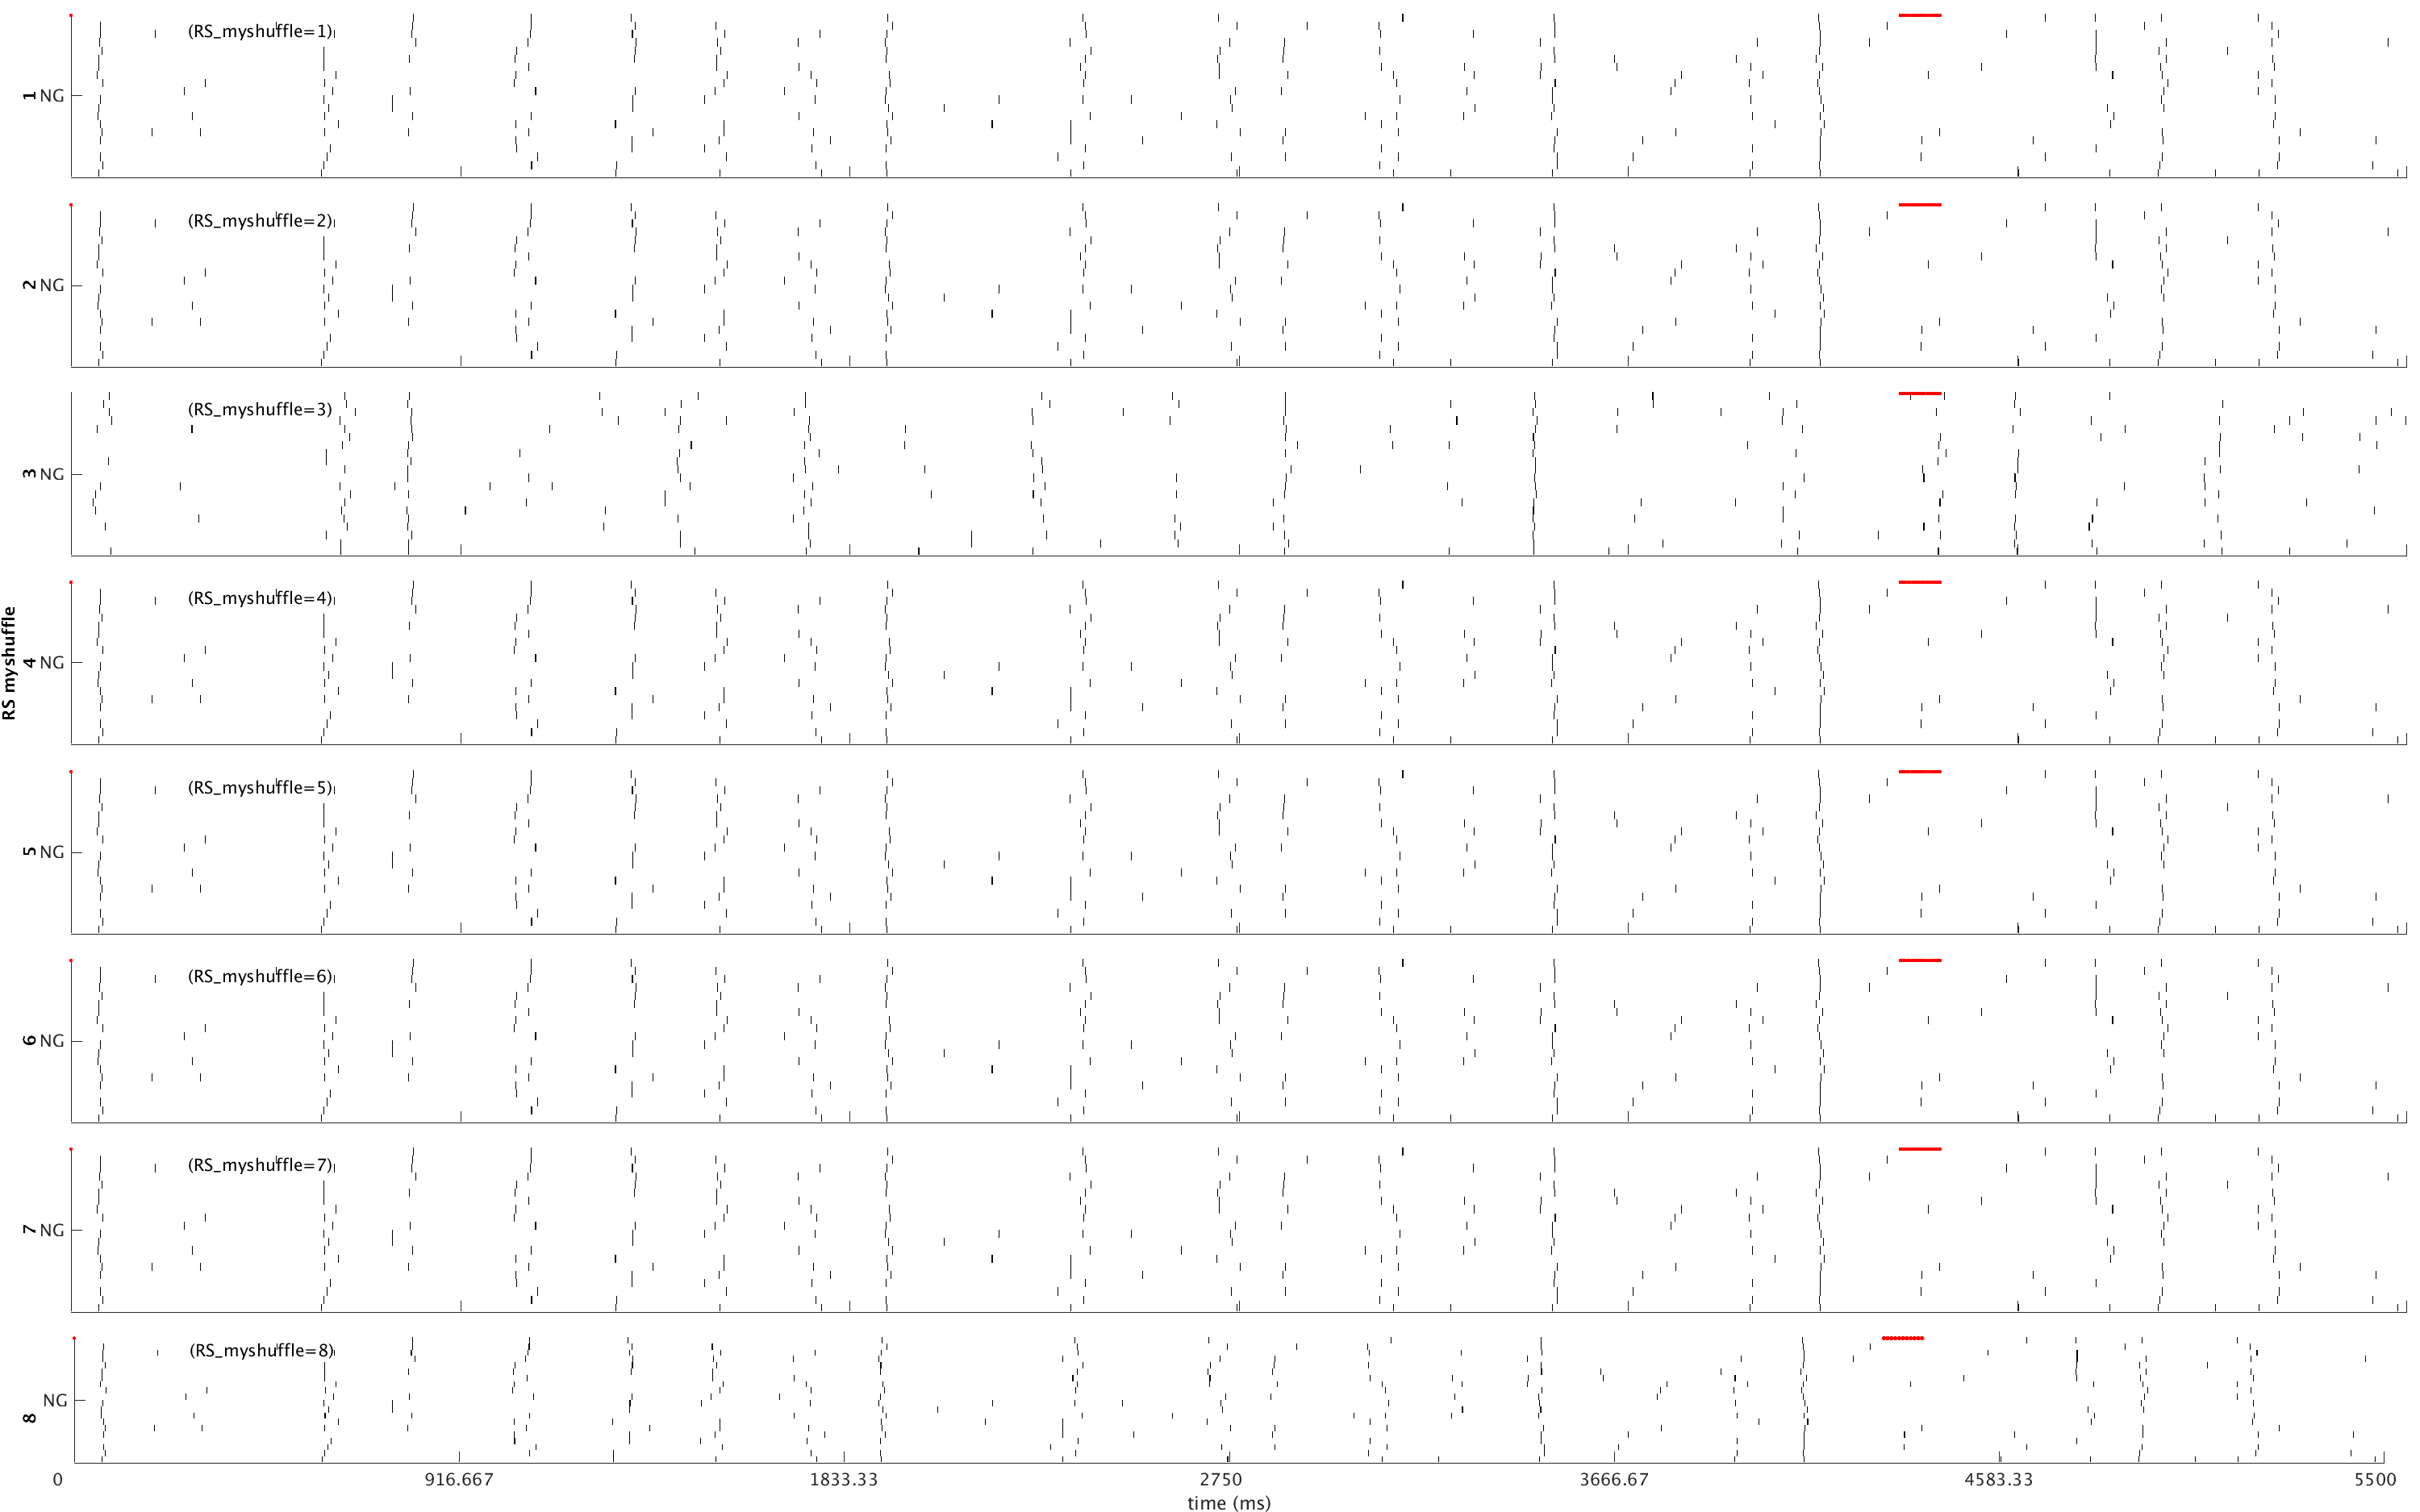 (RS_myshuffle=1)
1 NG
(RS_myshuffle=2)
2 NG
(RS_myshuffle=3)
3 NG
(RS_myshuffle=4)
RS myshuffle
4 NG
(RS_myshuffle=5)
5 NG
(RS_myshuffle=6)
6 NG
(RS_myshuffle=7)
7 NG
(RS_myshuffle=8)
8 NG
0 916.667 1833.33 2750 3666.67 4583.33 5500
time (ms)